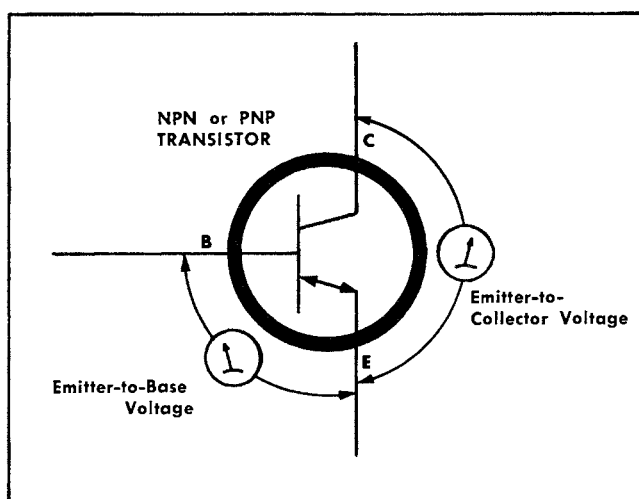 NPN or PNP
TRANSISTOR
C
B
Emitter-to-
Collector Voltage
E
Emitter-to-Base
Voltage